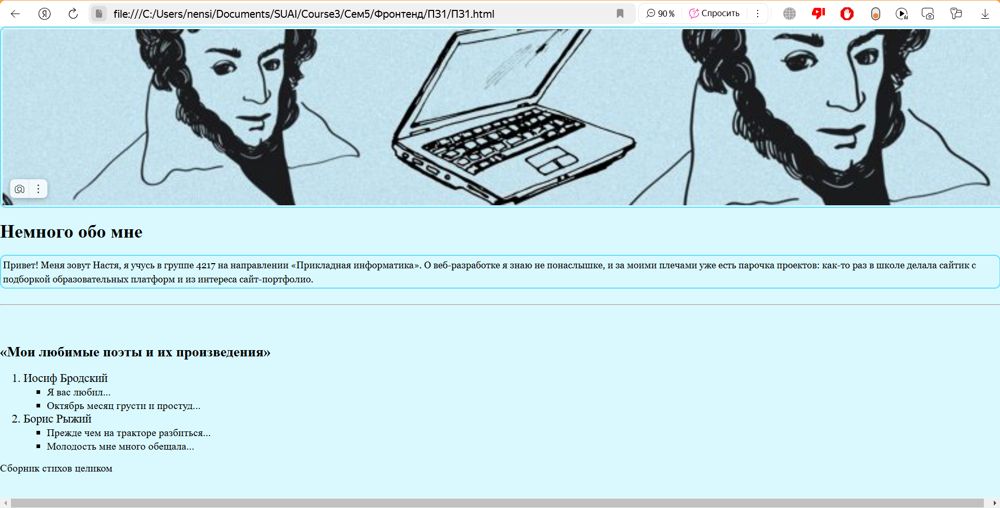 Я
file:///C:/Users/nensi/Documents/SUAI/Course3/Сем5/Фронтенд/ПЗ1/ПЗ1.html
90%
Спросить
Немного обо мне
Привет! Меня зовут Настя, я учусь в группе 4217 на направлении «Прикладная информатика». О веб-разработке я знаю не понаслышке, и за моими плечами уже есть парочка проектов: как-то раз в школе делала сайтик с
подборкой образовательных платформ и из интереса сайт-портфолио.
«Мои любимые поэты и их произведения»
1. Иосиф Бродский
Я вас любил...
Октябрь месяц грусти и простуд...
2. Борис Рыжий
Прежде чем на тракторе разбиться...
Молодость мне много обещала...
Сборник стихов целиком